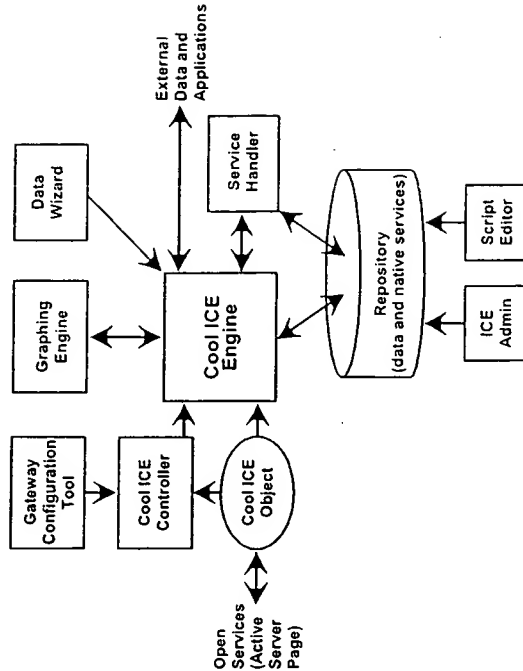 Gateway
Configuration
Tool
Graphing
Engine
Data
Wizard
External
Data and
Applications
Cool ICE
Controller
Cool ICE
Engine
Service
Handler
Open
Services
(Active
Server
Page)
Cool ICE
Object
Repository
(data and native services)
ICE
Admin
Script
Editor